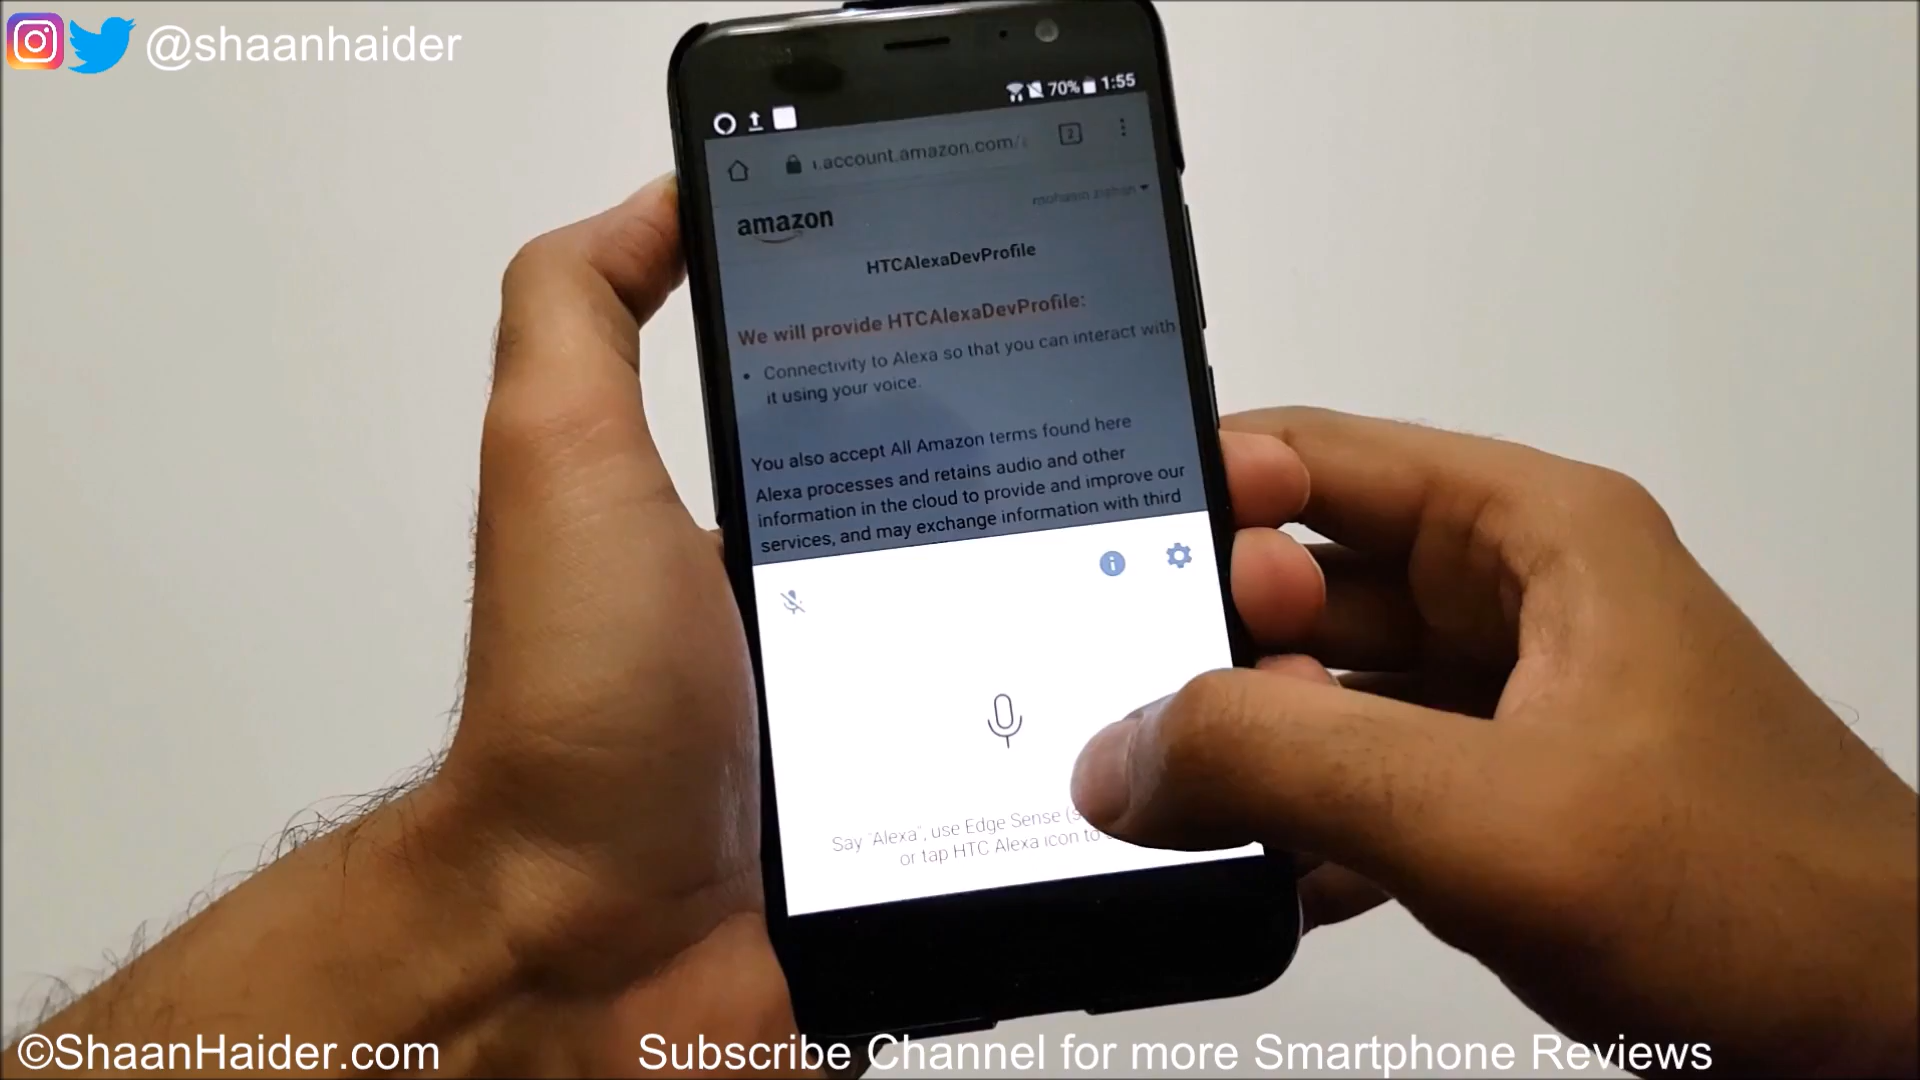 @shaanhaider
70% 1:55
.account.amazon.com/
2
amazon
HTCAlexaDevProfile
We will provide HTCAlexaDevProfile:
• Connectivity to Alexa so that you can interact with
it using your voice.
You also accept All Amazon terms found here
Alexa processes and retains audio and other
information in the cloud to provide and improve our
services, and may exchange information with third
Say "Alexa", use Edge Sense (
or tap HTC Alexa icon to
©ShaanHaider.com
Subscribe Channel for more Smartphone Reviews